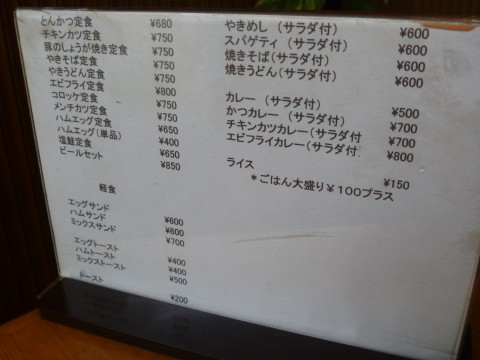 とんかつ定食 ¥680
チキンカツ定食 ¥750
豚のしょうが焼き定食 ¥750
やきそば定食 ¥750
やきうどん定食 ¥750
エビフライ定食 ¥800
コロッケ定食 ¥750
メンチカツ定食 ¥750
ハムエッグ定食 ¥650
ハムエッグ(単品) ¥400
塩鮭定食 ¥650
ビールセット ¥850
軽食
エッグサンド ¥600
ハムサンド ¥600
ミックスサンド ¥700
エッグトースト ¥400
ハムトースト ¥400
ミックストースト ¥500
トースト ¥200
やきめし(サラダ付) ¥600
スパゲティ(サラダ付) ¥600
焼きそば(サラダ付) ¥600
焼きうどん(サラダ付) ¥600
カレー(サラダ付) ¥500
かつカレー(サラダ付) ¥700
チキンカツカレー(サラダ付 ¥700
エビフライカレー(サラダ付 ¥800
ライス ¥150
*ごはん大盛り¥100プラス